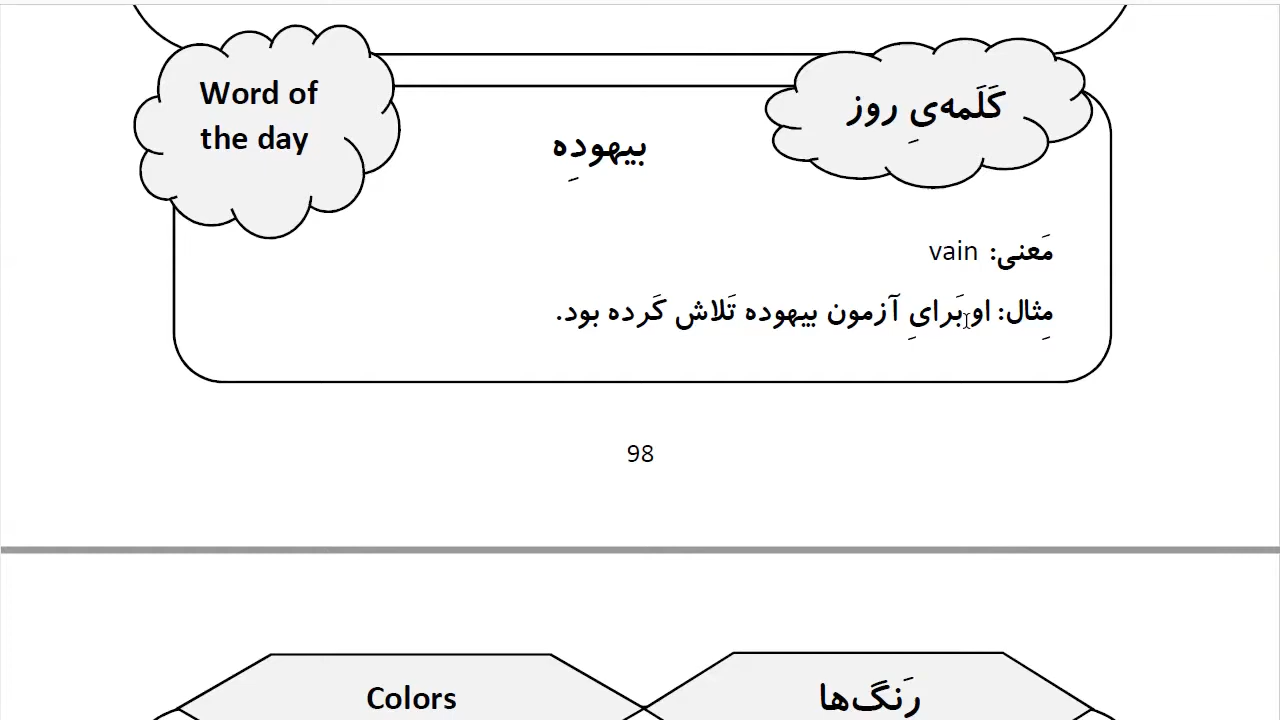 Word of
the day
کَلَمه‌یِ روز
بیهودِه
مَعنی: vain
مِثال: او بَرایِ آزمون بیهوده تَلاش کَرده بود.
98
Colors
رَنگ‌ها